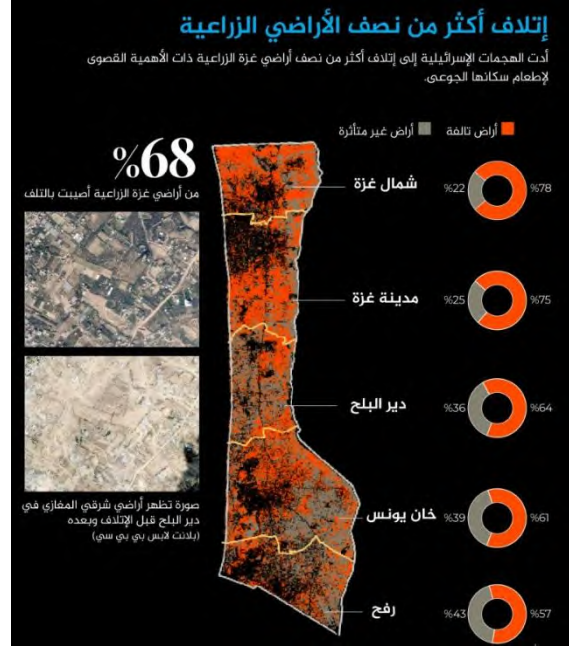 إتلاف أكثر من نصف الأراضي الزراعية
أدت الهجمات الإسرائيلية إلى إتلاف أكثر من نصف أراضي غزة الزراعية ذات الأهمية القصوى
لإطعام سكانها الجوعى.
أراض تالفة
أراض غير متأثرة
%68
من أراضي غزة الزراعية أصيبت بالتلف
شمال غزة
%22
%78
مدينة غزة
%25
%75
دير البلح
%36
%64
خان يونس
%39
%61
رفح
%43
%57
صورة تظهر أراضي شرقي المغازي في
دير البلح قبل الإتلاف وبعده
(بلانت لابس بي بي سي)